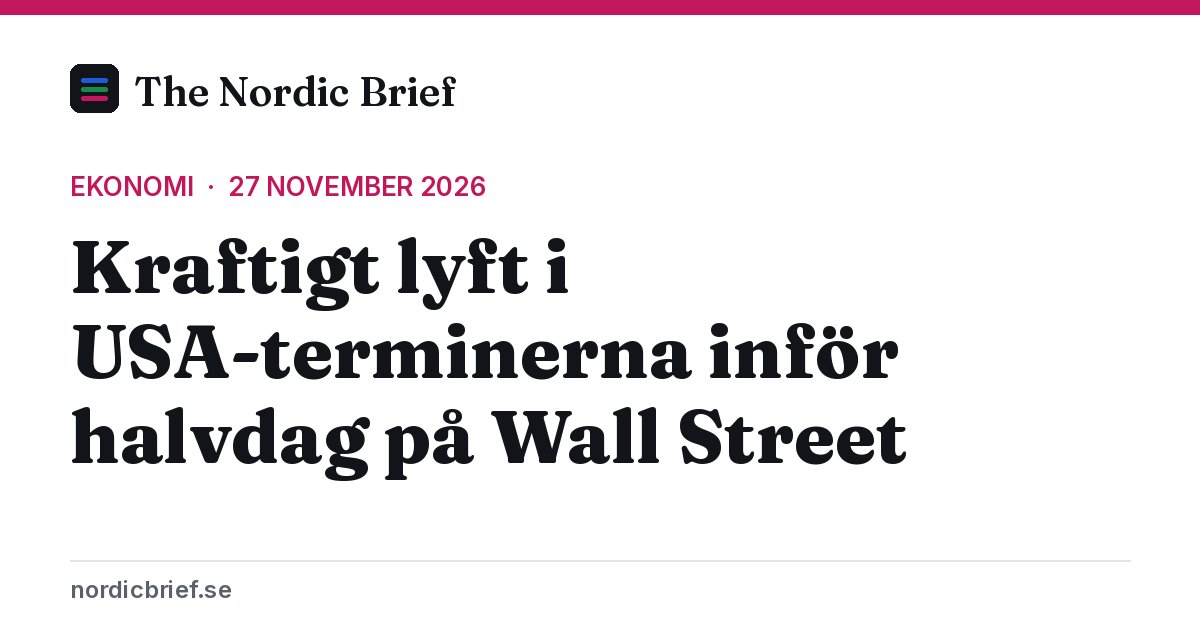 The Nordic Brief
EKONOMI · 27 NOVEMBER 2026
Kraftigt lyft i
USA-terminerna inför
halvdag på Wall Street
nordicbrief.se